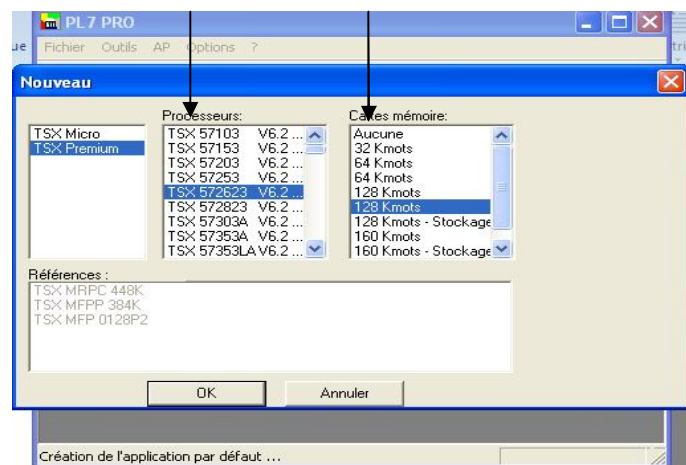 PL7 PRO
ue
Fichier Outils AP Options ?
tri
Nouveau
Processeurs:
Cartes mémoire:
TSX Micro
TSX Premium
TSX 57103 V6.2 ...
TSX 57153 V6.2 ...
TSX 57203 V6.2 ...
TSX 57253 V6.2 ...
TSX 572623 V6.2 ...
TSX 572823 V6.2 ...
TSX 57303A V6.2 ...
TSX 57353A V6.2 ...
TSX 57353LA V6.2 ...
Aucune
32 Kmots
64 Kmots
64 Kmots
128 Kmots
128 Kmots
128 Kmots - Stockage
160 Kmots
160 Kmots - Stockage
Références :
TSX MRPC 448K
TSX MFPP 384K
TSX MFP 0128P2
OK
Annuler
Création de l'application par défaut ...